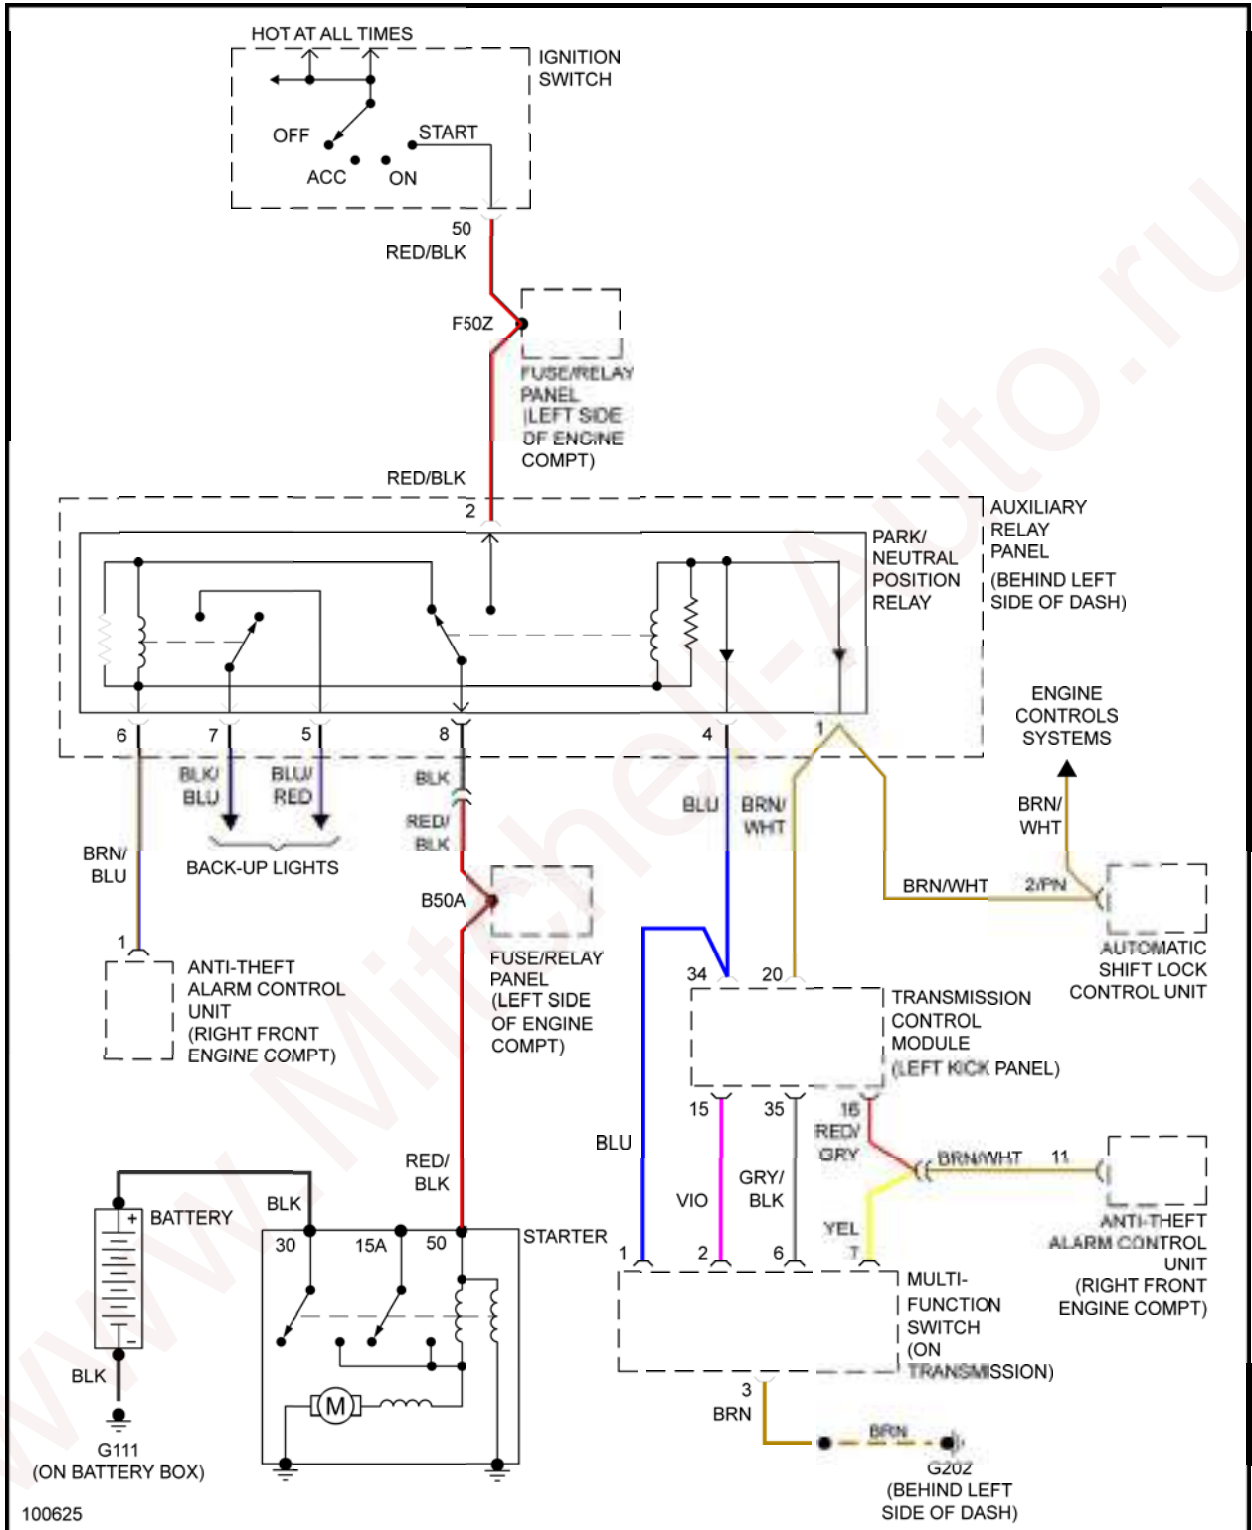 HOT AT ALL TIMES
IGNITION
SWITCH
OFF
START
ACC
ON
50
RED/BLK
F50Z
FUSE/RELAY
PANEL
(LEFT SIDE
OF ENGINE
COMPT)
RED/BLK
2
AUXILIARY
RELAY
PANEL
(BEHIND LEFT
SIDE OF DASH)
PARK/
NEUTRAL
POSITION
RELAY
6
7
5
8
4
1
BLK/
BLU
BLU/
RED
BLK
RED/
BLK
BACK-UP LIGHTS
BRN/
BLU
BLU
BRN/
WHT
ENGINE
CONTROLS
SYSTEMS
BRN/
WHT
BRN/WHT
2/PN
AUTOMATIC
SHIFT LOCK
CONTROL UNIT
B50A
FUSE/RELAY
PANEL
(LEFT SIDE
OF ENGINE
COMPT)
1
ANTI-THEFT
ALARM CONTROL
UNIT
(RIGHT FRONT
ENGINE COMPT)
34
20
TRANSMISSION
CONTROL
MODULE
(LEFT KICK PANEL)
15
35
16
RED/
GRY
BLU
VIO
GRY/
BLK
BRN/WHT
11
YEL
ANTI-THEFT
ALARM CONTROL
UNIT
(RIGHT FRONT
ENGINE COMPT)
1
2
6
7
MULTI-
FUNCTION
SWITCH
(ON
TRANSMISSION)
3
BRN
BRN
G202
(BEHIND LEFT
SIDE OF DASH)
RED/
BLK
BLK
BATTERY
+
-
BLK
G111
(ON BATTERY BOX)
30
15A
50
STARTER
M
100625
www.Mitchell-Auto.ru